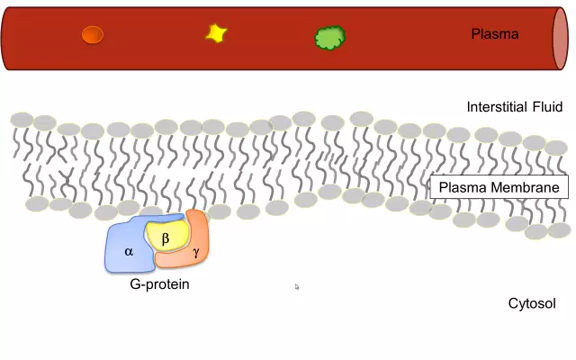 Plasma
Interstitial Fluid
Plasma Membrane
α
β
γ
G-protein
Cytosol